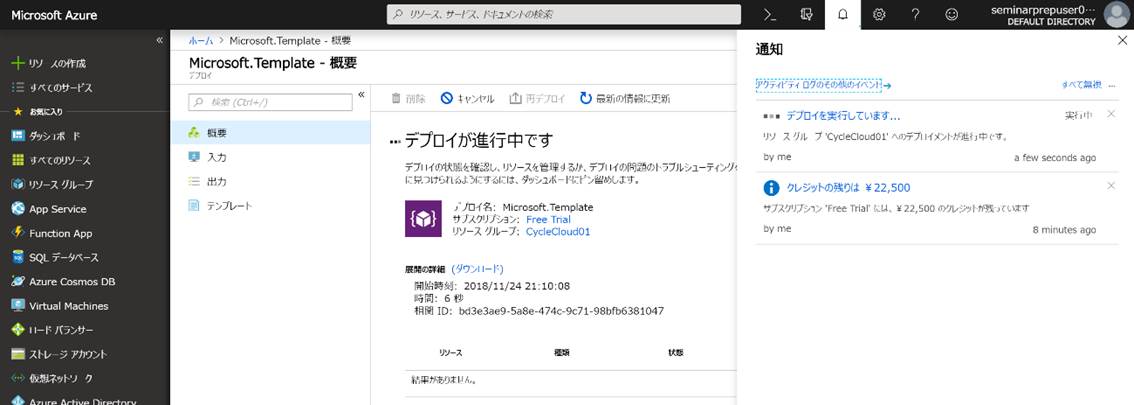 Microsoft Azure
リソース、サービス、ドキュメントの検索
seminarprepuser0...
DEFAULT DIRECTORY
リソースの作成
すべてのサービス
お気に入り
ダッシュボード
すべてのリソース
リソース グループ
App Service
Function App
SQL データベース
Azure Cosmos DB
Virtual Machines
ロード バランサー
ストレージ アカウント
仮想ネットワーク
Azure Active Directory
ホーム > Microsoft.Template - 概要
Microsoft.Template - 概要
デプロイ
検索 (Ctrl+/)
概要
入力
出力
テンプレート
削除 キャンセル 再デプロイ 最新の情報に更新
デプロイが進行中です
デプロイの状態を確認し、リソースを管理するか、デプロイの問題のトラブルシューティング
に見つけられるようにするには、ダッシュボードにピン留めします。
デプロイ名: Microsoft.Template
サブスクリプション: Free Trial
リソース グループ: CycleCloud01
展開の詳細 (ダウンロード)
開始時刻: 2018/11/24 21:10:08
時間: 6 秒
相関 ID: bd3e3ae9-5a8e-474c-9c71-98bfb6381047
リソース 種類 状態
結果がありません。
通知
アクティビティ ログのその他のイベント
すべて無視 ...
デプロイを実行しています... 実行中
リソース グループ 'CycleCloud01' へのデプロイメントが進行中です。
by me a few seconds ago
クレジットの残りは ¥22,500
サブスクリプション 'Free Trial' には、¥22,500 のクレジットが残っています
by me 8 minutes ago